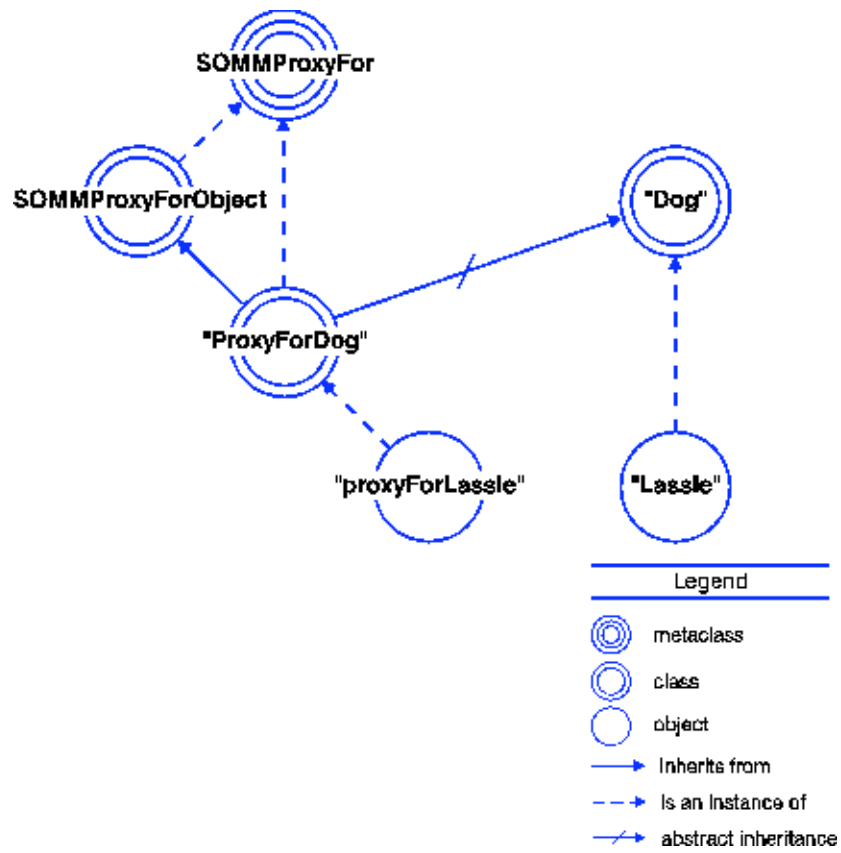 SOMMProxyFor
SOMMProxyForObject
"Dog"
"ProxyForDog"
"proxyForLassie"
"Lassie"
Legend
metaclass
class
object
Inherits from
Is an Instance of
abstract inheritance